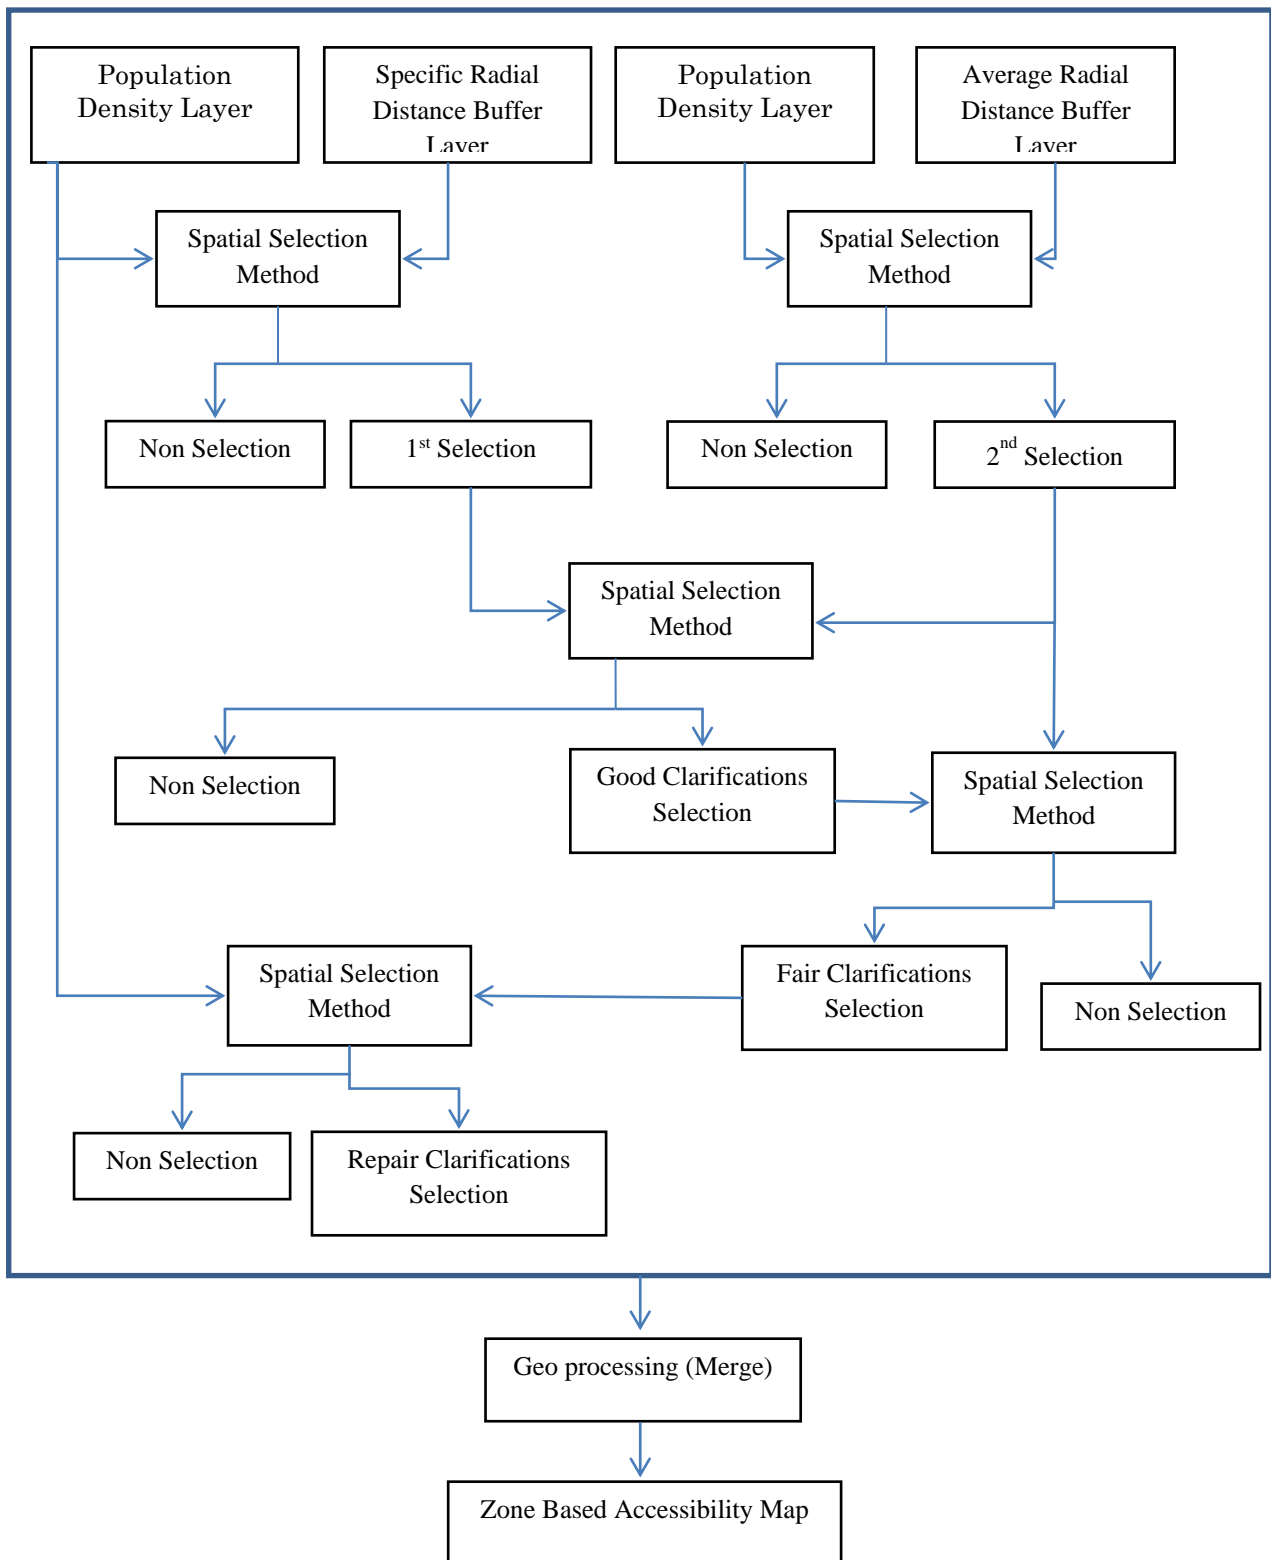 Population
Density Layer
Specific Radial
Distance Buffer
Layer
Population
Density Layer
Average Radial
Distance Buffer
Layer
Spatial Selection
Method
Spatial Selection
Method
Non Selection
1st Selection
Non Selection
2nd Selection
Spatial Selection
Method
Non Selection
Good Clarifications
Selection
Spatial Selection
Method
Spatial Selection
Method
Fair Clarifications
Selection
Non Selection
Non Selection
Repair Clarifications
Selection
Geo processing (Merge)
Zone Based Accessibility Map